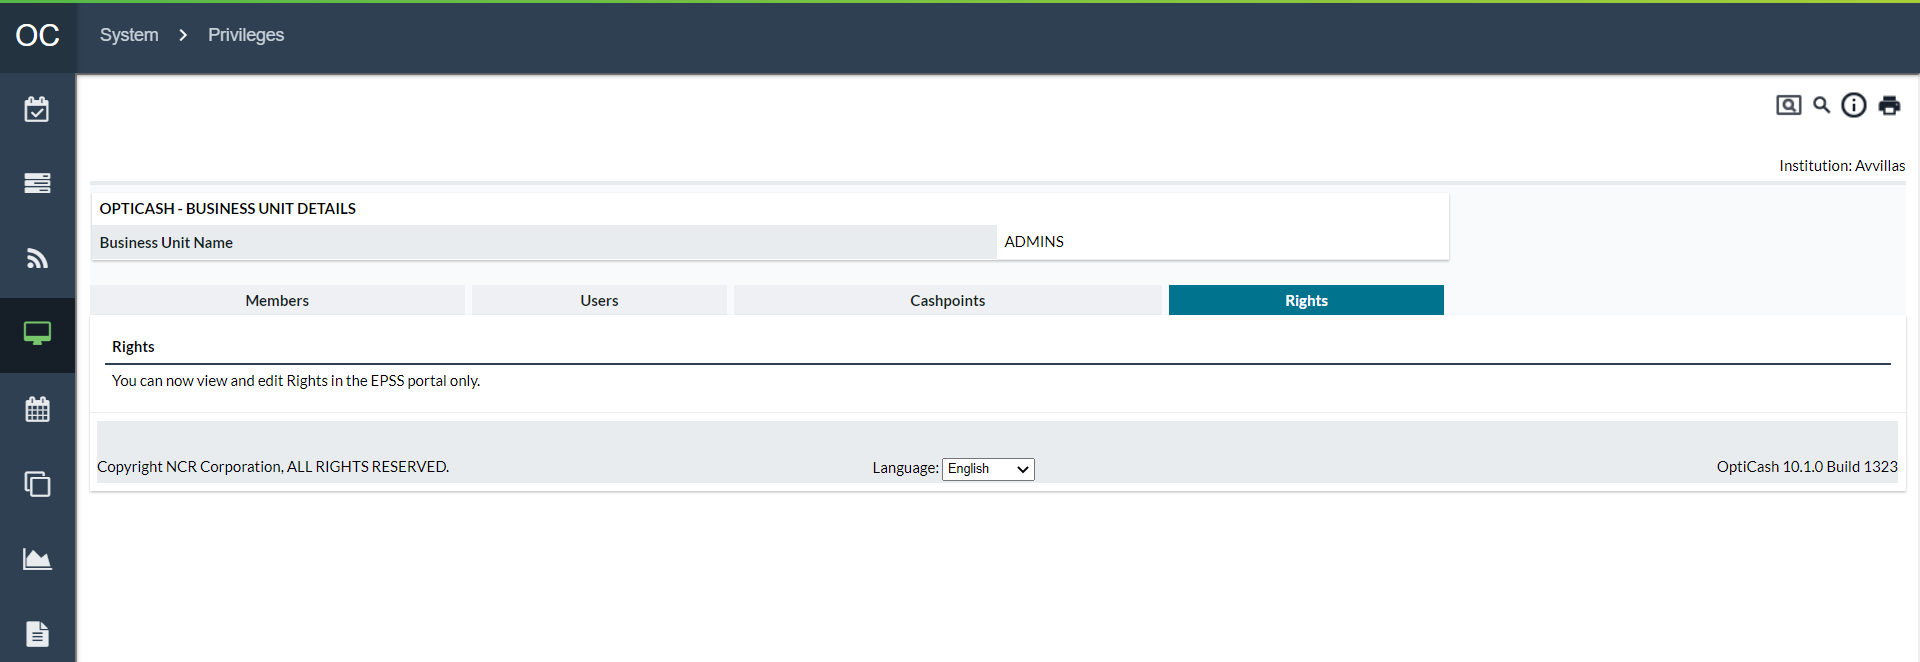 OC
System > Privileges
Institution: Avvillas
OPTICASH - BUSINESS UNIT DETAILS
Business Unit Name ADMINS
Members Users Cashpoints Rights
Rights
You can now view and edit Rights in the EPSS portal only.
Copyright NCR Corporation, ALL RIGHTS RESERVED. Language: English OptiCash 10.1.0 Build 1323